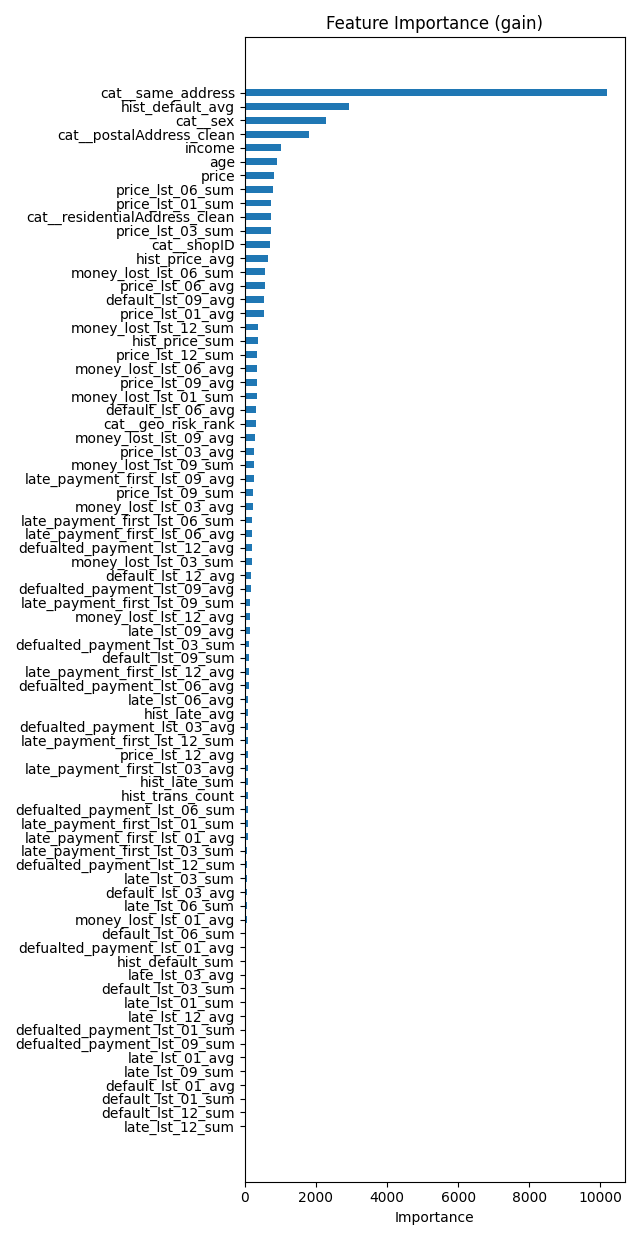 Feature Importance (gain)
cat__same_address
hist_default_avg
cat__sex
cat__postalAddress_clean
income
age
price
price_lst_06_sum
price_lst_01_sum
cat__residentialAddress_clean
price_lst_03_sum
cat__shopID
hist_price_avg
money_lost_lst_06_sum
price_lst_06_avg
default_lst_09_avg
price_lst_01_avg
money_lost_lst_12_sum
hist_price_sum
price_lst_12_sum
money_lost_lst_06_avg
price_lst_09_avg
money_lost_lst_01_sum
default_lst_06_avg
cat__geo_risk_rank
money_lost_lst_09_avg
price_lst_03_avg
money_lost_lst_09_sum
late_payment_first_lst_09_avg
price_lst_09_sum
money_lost_lst_03_avg
late_payment_first_lst_06_sum
late_payment_first_lst_06_avg
defualted_payment_lst_12_avg
money_lost_lst_03_sum
default_lst_12_avg
defualted_payment_lst_09_avg
late_payment_first_lst_09_sum
money_lost_lst_12_avg
late_lst_09_avg
defualted_payment_lst_03_sum
default_lst_09_sum
late_payment_first_lst_12_avg
defualted_payment_lst_06_avg
late_lst_06_avg
hist_late_avg
defualted_payment_lst_03_avg
late_payment_first_lst_12_sum
price_lst_12_avg
late_payment_first_lst_03_avg
hist_late_sum
hist_trans_count
defualted_payment_lst_06_sum
late_payment_first_lst_01_sum
late_payment_first_lst_01_avg
late_payment_first_lst_03_sum
defualted_payment_lst_12_sum
late_lst_03_sum
default_lst_03_avg
late_lst_06_sum
money_lost_lst_01_avg
default_lst_06_sum
defualted_payment_lst_01_avg
hist_default_sum
late_lst_03_avg
default_lst_03_sum
late_lst_01_sum
late_lst_12_avg
defualted_payment_lst_01_sum
defualted_payment_lst_09_sum
late_lst_01_avg
late_lst_09_sum
default_lst_01_avg
default_lst_01_sum
default_lst_12_sum
late_lst_12_sum
0 2000 4000 6000 8000 10000
Importance